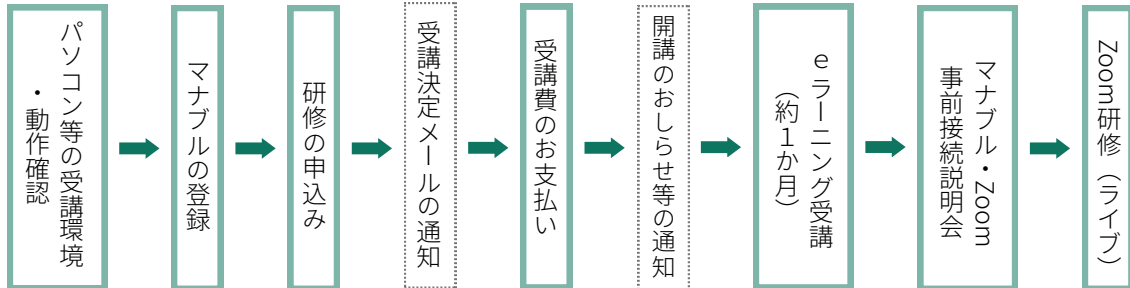 パソコン等の受講環境
・動作確認
マナブルの登録
研修の申込み
受講決定メールの通知
受講費のお支払い
開講のおしらせ等の通知
ｅラーニング受講
（約１か月）
マナブル・Zoom
事前接続説明会
Zoom研修（ライブ）